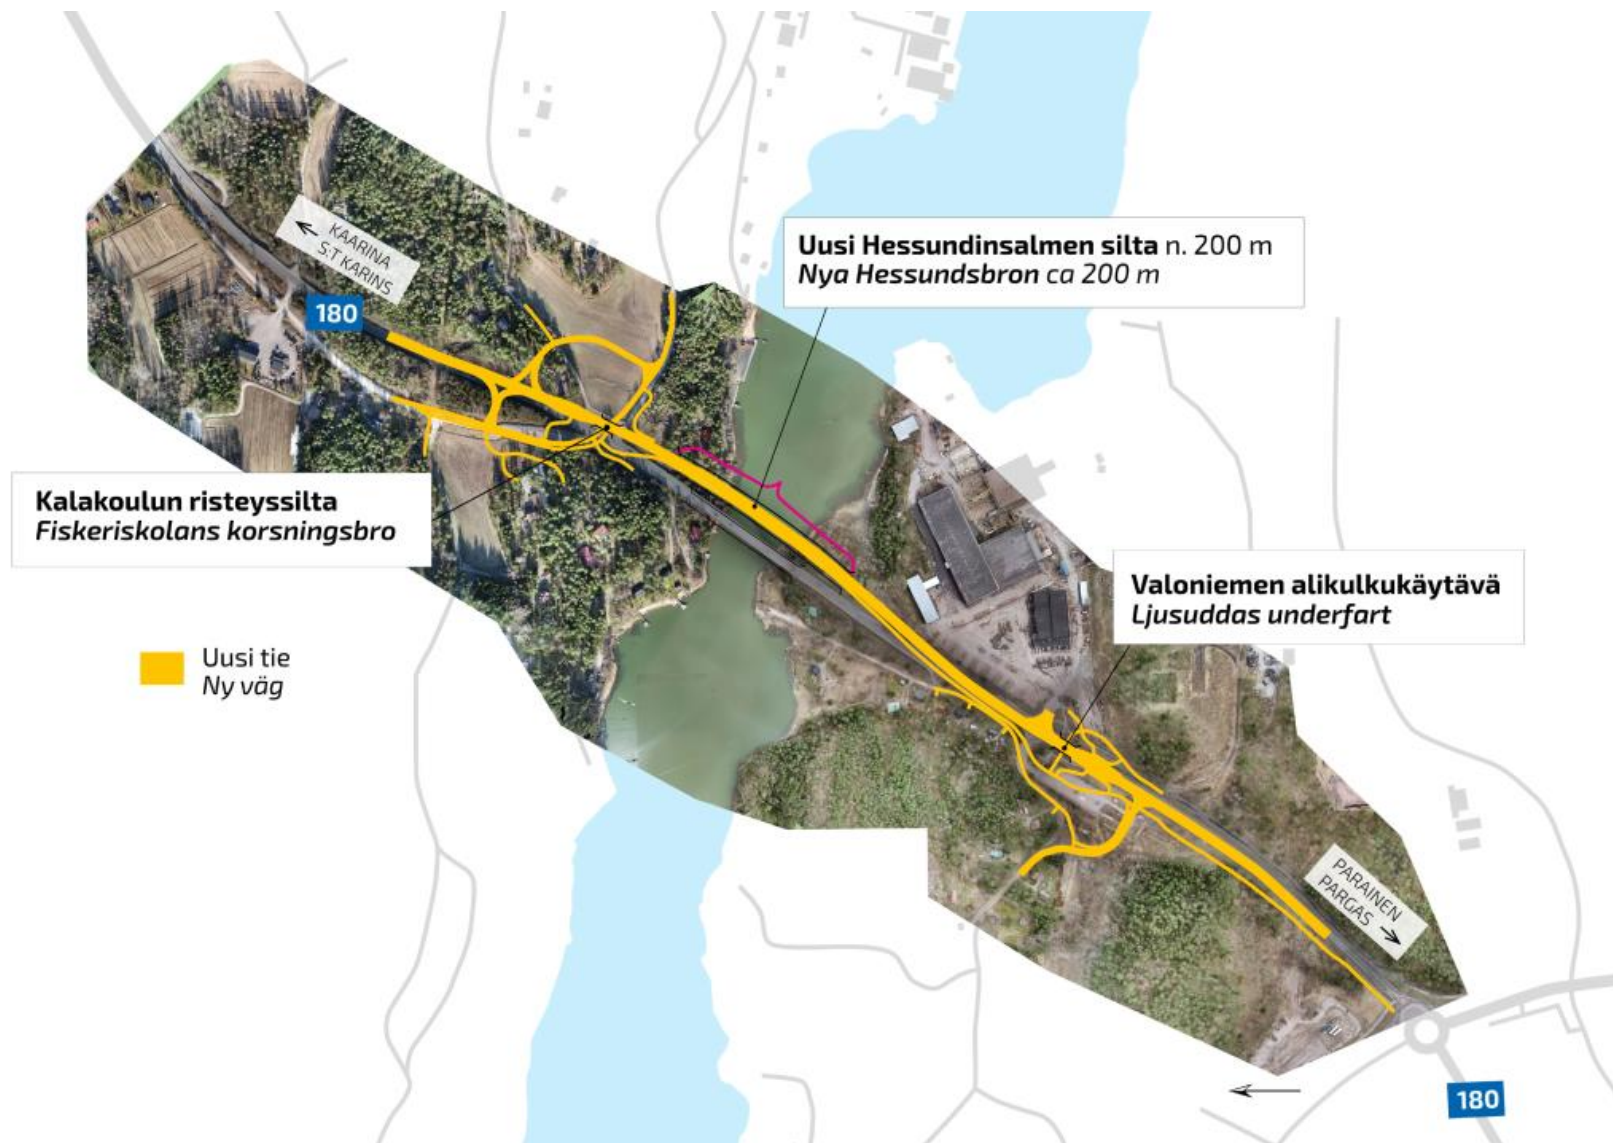 KAARINA
S:T KARINS
180
Uusi Hessundinsalmen silta n. 200 m
Nya Hessundsbron ca 200 m
Kalakoulun risteyssilta
Fiskeriskolans korsningsbro
Valoniemen alikulkukäytävä
Ljusuddas underfart
Uusi tie
Ny väg
PARAINEN
PARGAS
180